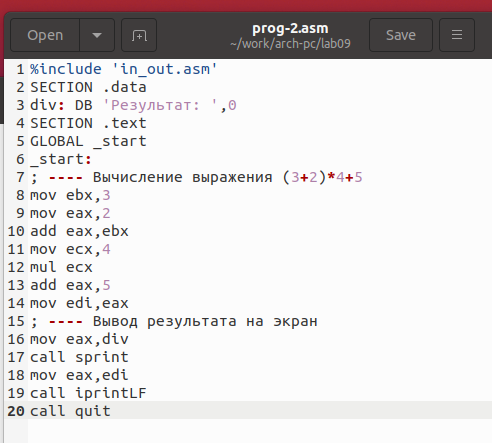 Open
prog-2.asm
~/work/arch-pc/lab09
Save
1 %include 'in_out.asm'
2 SECTION .data
3 div: DB 'Результат: ',0
4 SECTION .text
5 GLOBAL _start
6 _start:
7 ; ---- Вычисление выражения (3+2)*4+5
8 mov ebx,3
9 mov eax,2
10 add eax,ebx
11 mov ecx,4
12 mul ecx
13 add eax,5
14 mov edi,eax
15 ; ---- Вывод результата на экран
16 mov eax,div
17 call sprint
18 mov eax,edi
19 call iprintLF
20 call quit